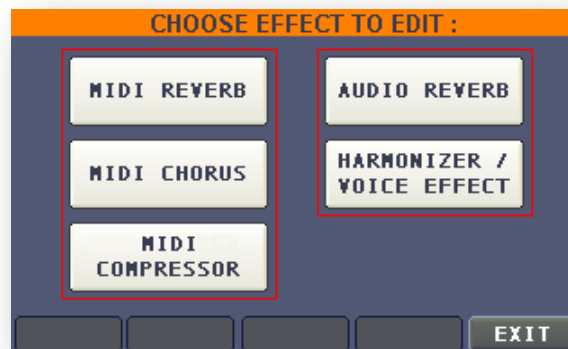 CHOOSE EFFECT TO EDIT :
MIDI REVERB
AUDIO REVERB
MIDI CHORUS
HARMONIZER /
VOICE EFFECT
MIDI
COMPRESSOR
EXIT